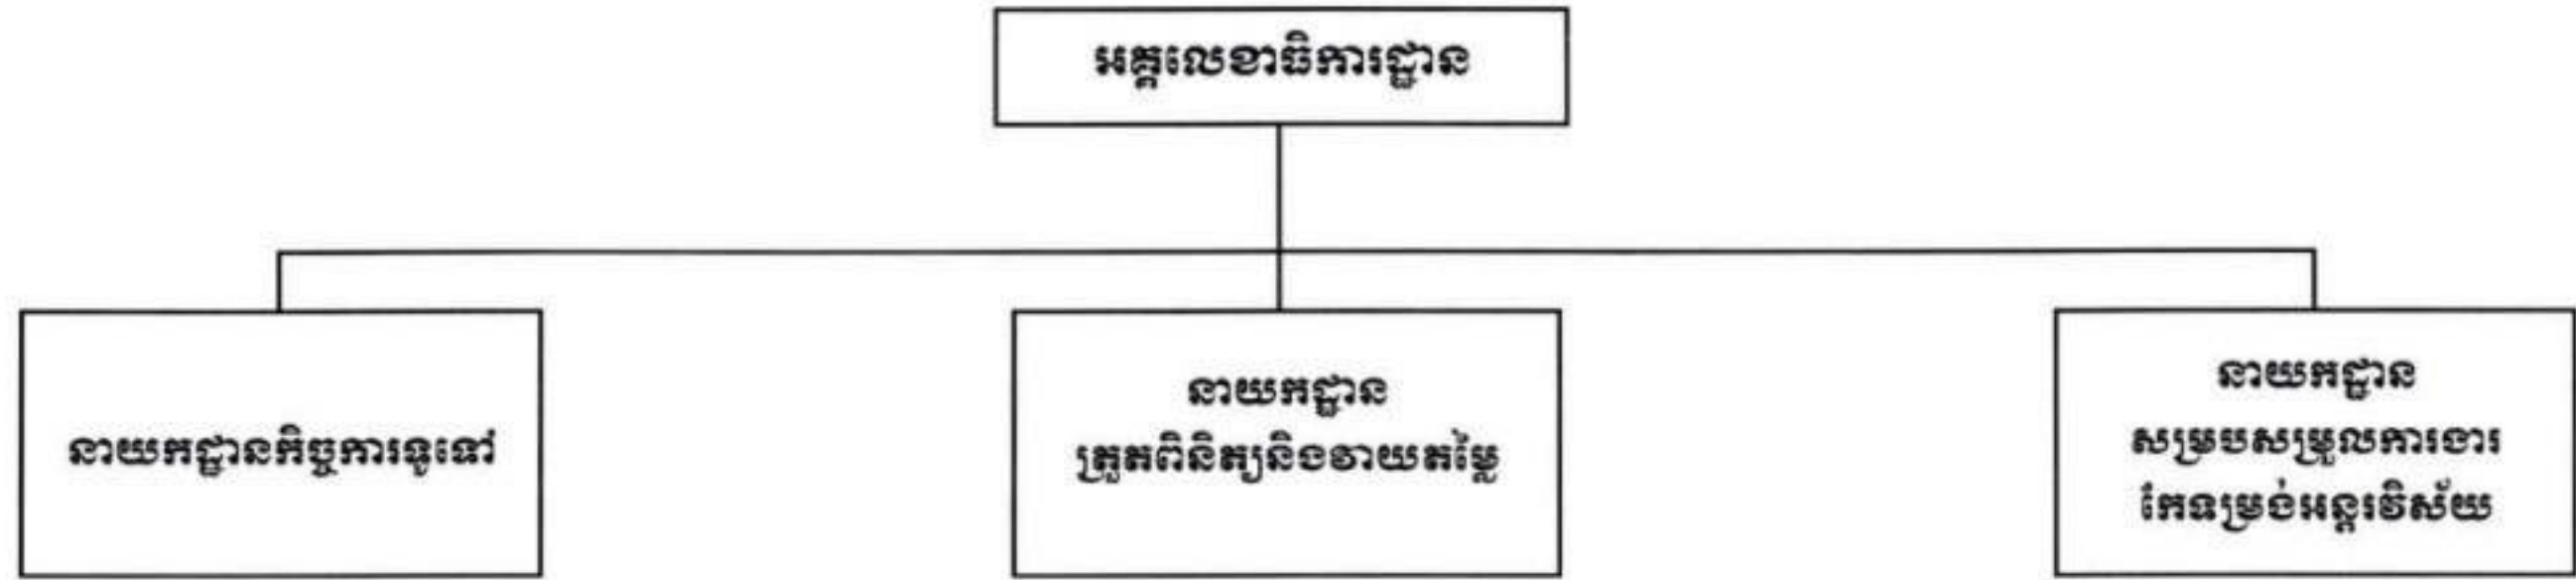 អគ្គលេខាធិការដ្ឋាន
នាយកដ្ឋានកិច្ចការទូទៅ
នាយកដ្ឋាន
ត្រួតពិនិត្យនិងវាយតម្លៃ
នាយកដ្ឋាន
សម្របសម្រួលការងារ
កែទម្រង់អន្តរវិស័យ